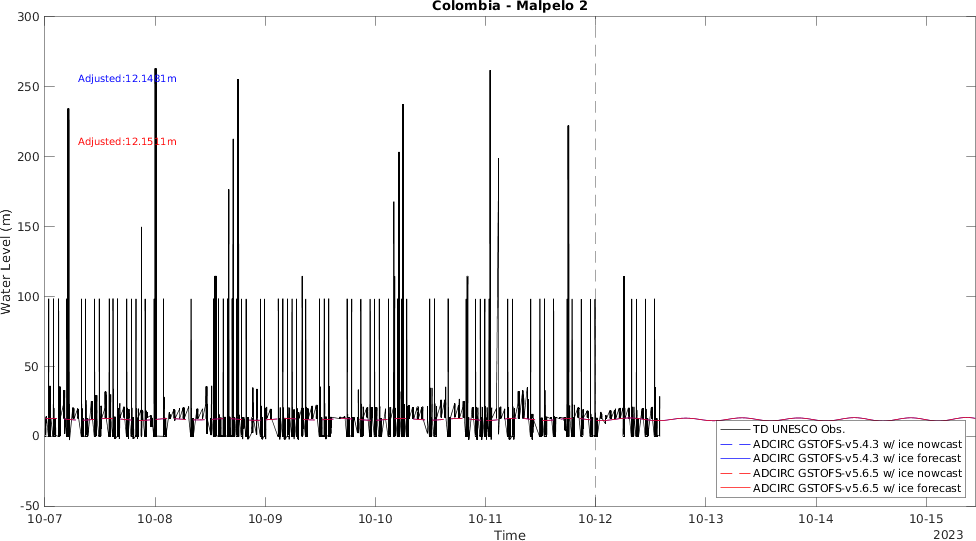 Colombia - Malpelo 2
300
250
200
150
100
50
0
-50
Water Level (m)
Adjusted:12.1431m
Adjusted:12.1511m
TD UNESCO Obs.
ADCIRC GSTOFS-v5.4.3 w/ ice nowcast
ADCIRC GSTOFS-v5.4.3 w/ ice forecast
ADCIRC GSTOFS-v5.6.5 w/ ice nowcast
ADCIRC GSTOFS-v5.6.5 w/ ice forecast
10-07 10-08 10-09 10-10 10-11 10-12 10-13 10-14 10-15
Time
2023